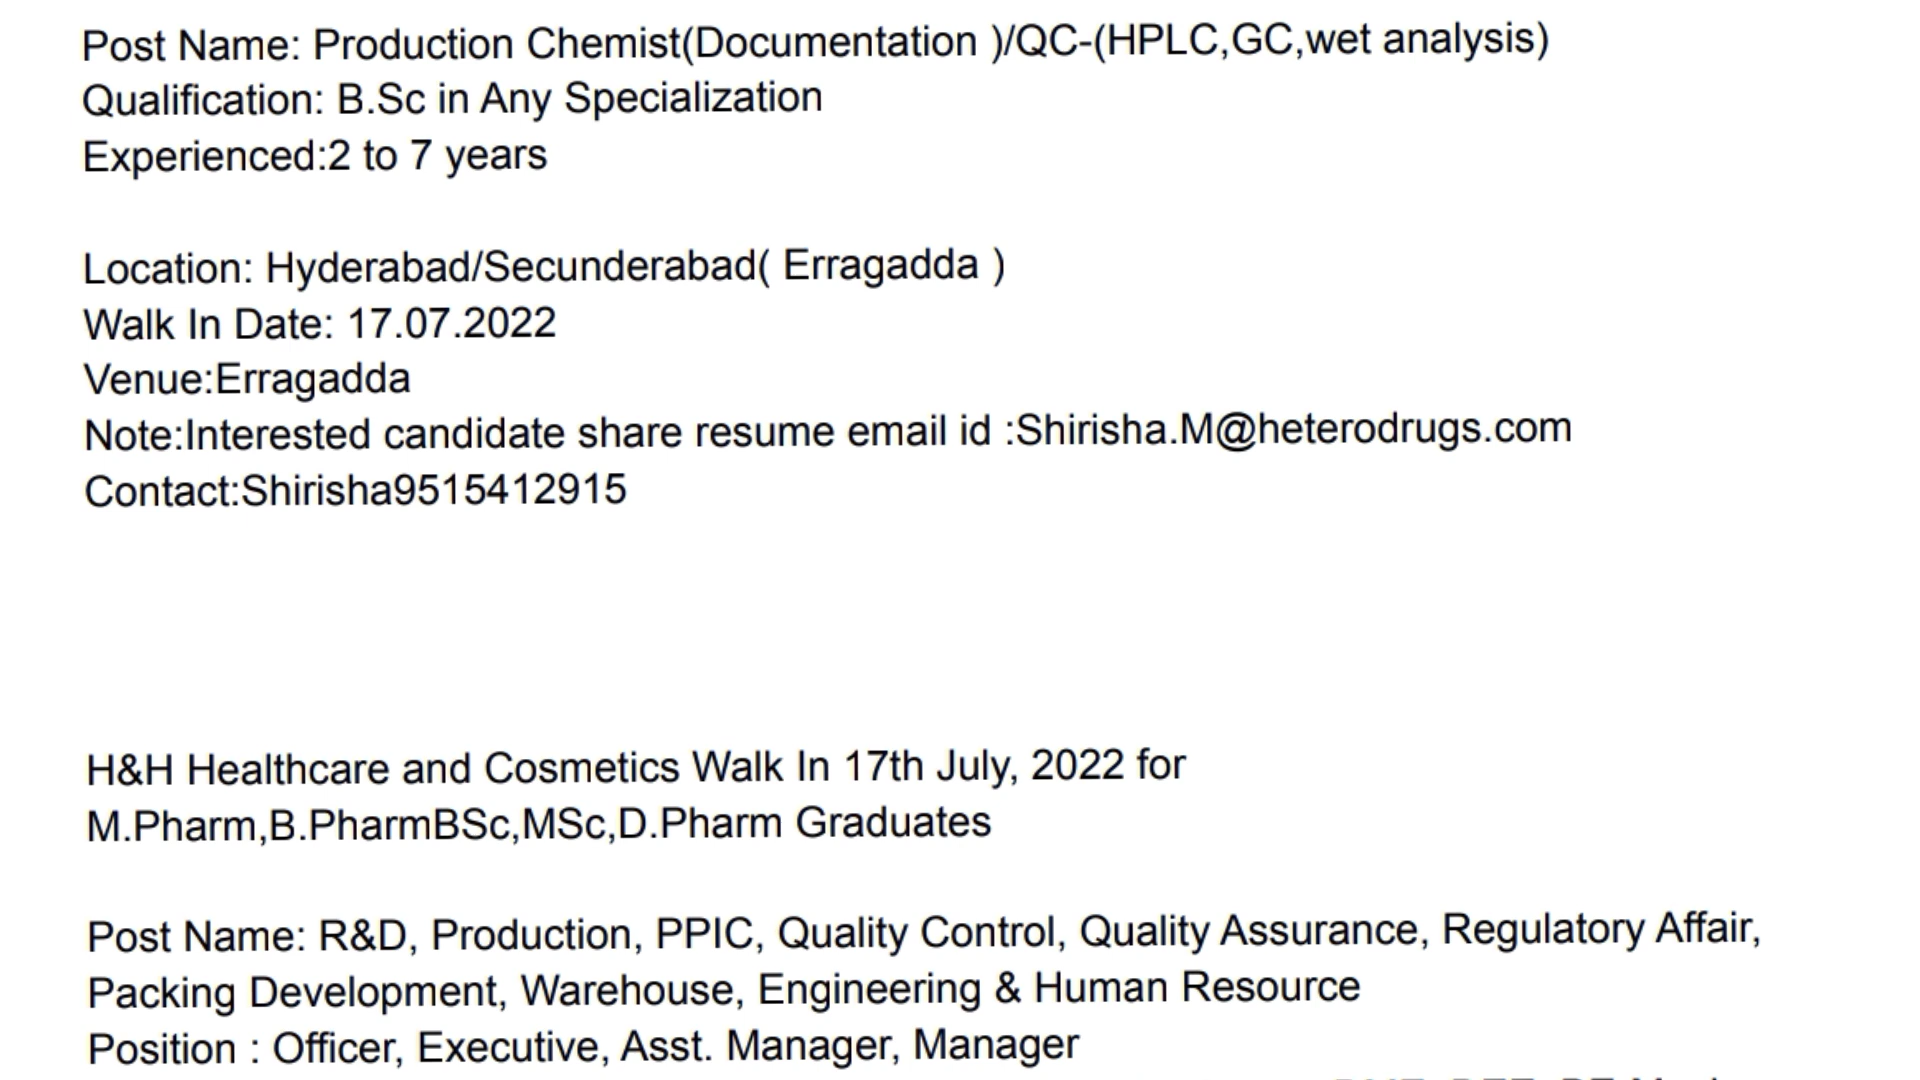 Post Name: Production Chemist(Documentation )/QC-(HPLC,GC,wet analysis)
Qualification: B.Sc in Any Specialization
Experienced:2 to 7 years
Location: Hyderabad/Secunderabad( Erragadda )
Walk In Date: 17.07.2022
Venue:Erragadda
Note:Interested candidate share resume email id :Shirisha.M@heterodrugs.com
Contact:Shirisha9515412915
H&H Healthcare and Cosmetics Walk In 17th July, 2022 for
M.Pharm,B.PharmBSc,MSc,D.Pharm Graduates
Post Name: R&D, Production, PPIC, Quality Control, Quality Assurance, Regulatory Affair,
Packing Development, Warehouse, Engineering & Human Resource
Position : Officer, Executive, Asst. Manager, Manager